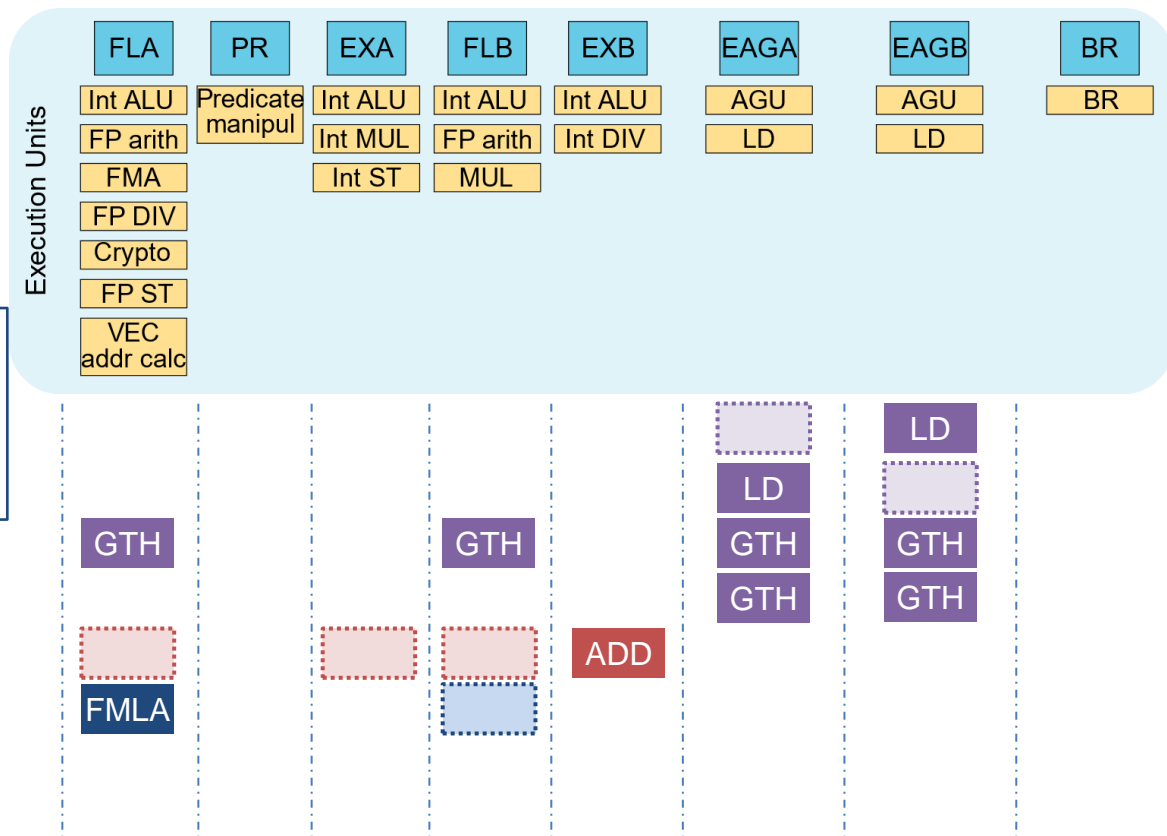 FLA PR EXA FLB EXB EAGA EAGB BR
Int ALU Predicate Int ALU Int ALU Int ALU AGU AGU BR
manipul
FP arith Int MUL FP arith Int DIV LD LD
FMA Int ST MUL
FP DIV
Crypto
FP ST
VEC
addr calc
Execution Units
LD
LD
GTH GTH GTH GTH
GTH GTH
ADD
FMLA